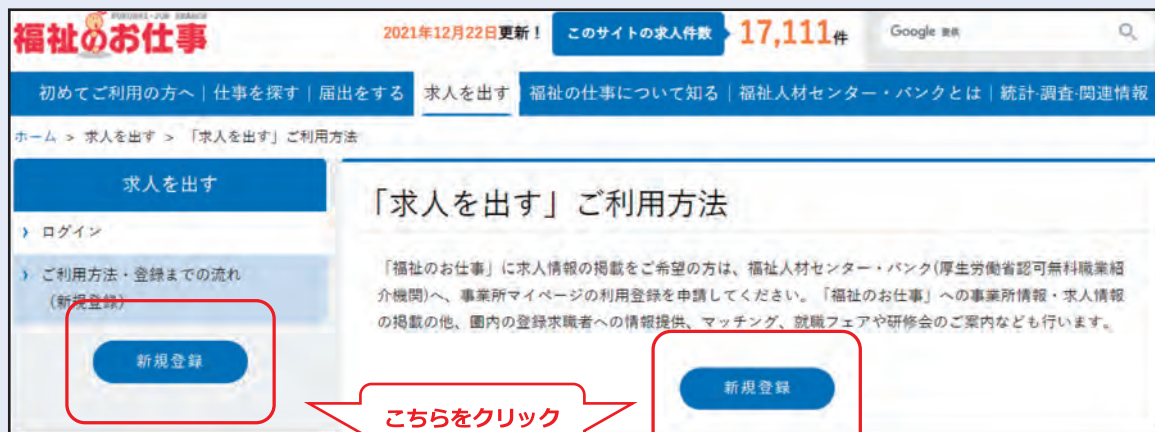 FUKUSHI-JOB SEARCH
福祉のお仕事
2021年12月22日更新！
このサイトの求人件数
17,111件
Google 提供
初めてご利用の方へ｜仕事を探す｜届出をする
求人を出す
福祉の仕事について知る｜福祉人材センター・バンクとは｜統計・調査・関連情報
ホーム > 求人を出す > 「求人を出す」ご利用方法
求人を出す
› ログイン
› ご利用方法・登録までの流れ
（新規登録）
新規登録
「求人を出す」ご利用方法
「福祉のお仕事」に求人情報の掲載をご希望の方は、福祉人材センター・バンク(厚生労働省認可無料職業紹
介機関)へ、事業所マイページの利用登録を申請してください。「福祉のお仕事」への事業所情報・求人情報
の掲載の他、圏内の登録求職者への情報提供、マッチング、就職フェアや研修会のご案内なども行います。
新規登録
こちらをクリック